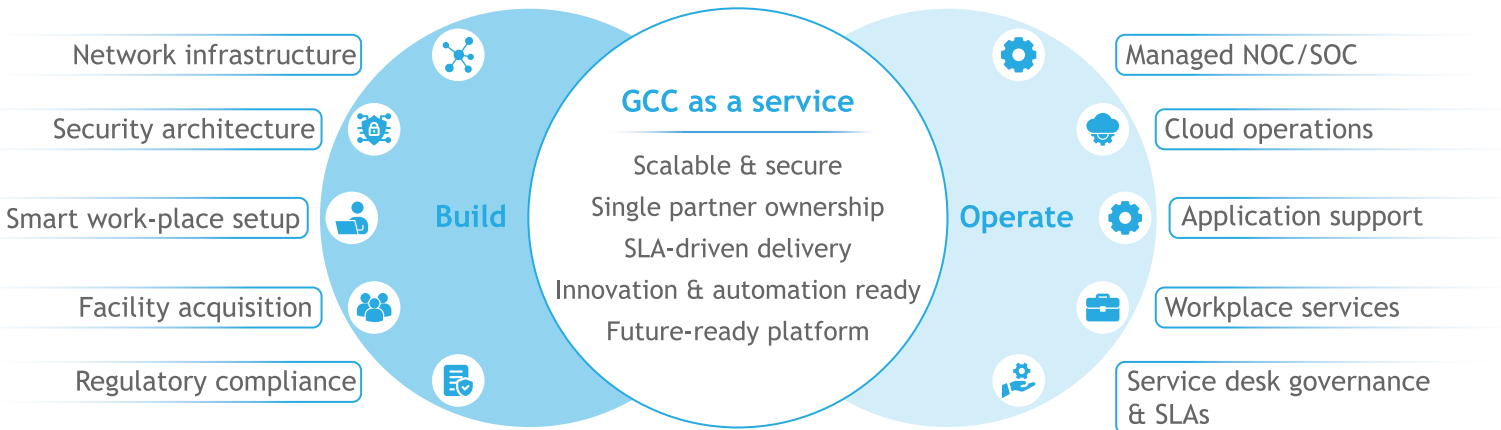 Network infrastructure
Security architecture
Smart work-place setup
Facility acquisition
Regulatory compliance
Build
GCC as a service
Scalable & secure
Single partner ownership
SLA-driven delivery
Innovation & automation ready
Future-ready platform
Operate
Managed NOC/SOC
Cloud operations
Application support
Workplace services
Service desk governance
& SLAs